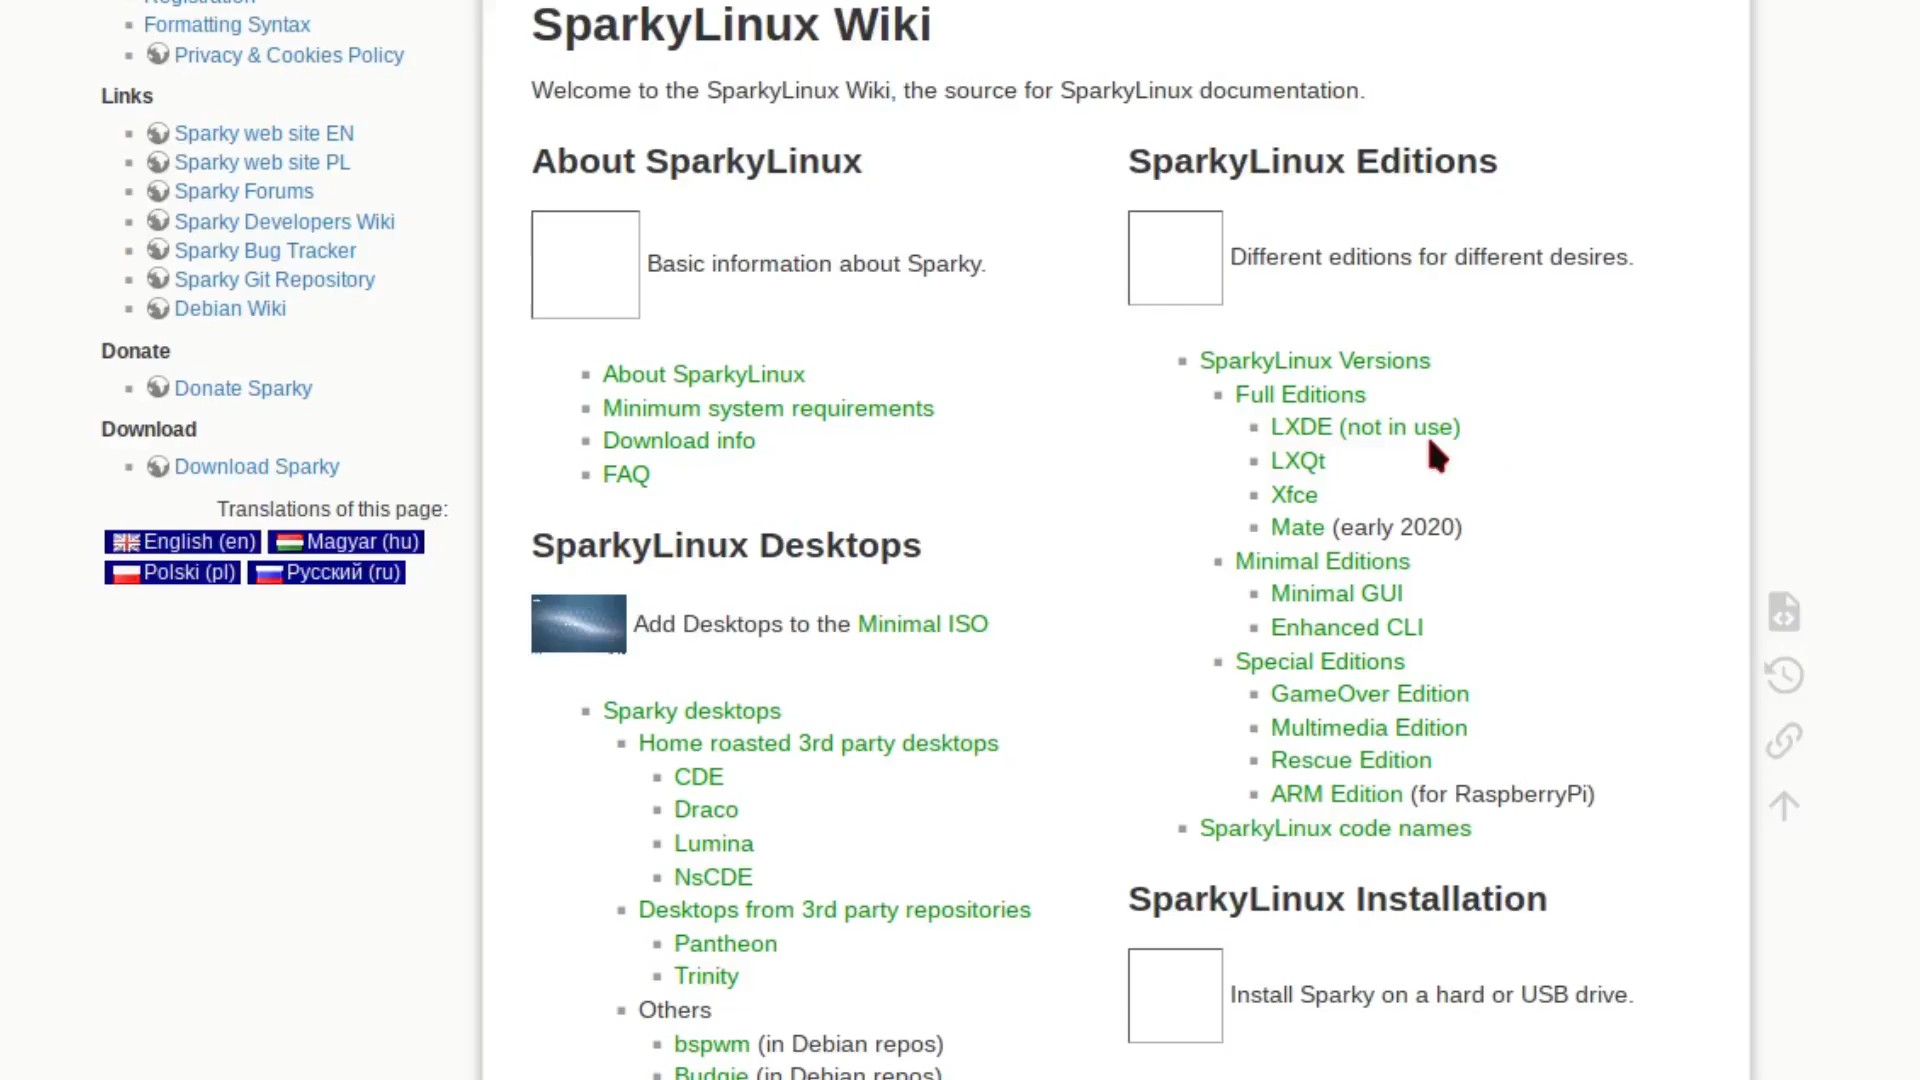 Registration
Formatting Syntax
Privacy & Cookies Policy
Links
Sparky web site EN
Sparky web site PL
Sparky Forums
Sparky Developers Wiki
Sparky Bug Tracker
Sparky Git Repository
Debian Wiki
Donate
Donate Sparky
Download
Download Sparky
Translations of this page:
English (en) Magyar (hu)
Polski (pl) Русский (ru)
SparkyLinux Wiki
Welcome to the SparkyLinux Wiki, the source for SparkyLinux documentation.
About SparkyLinux
Basic information about Sparky.
About SparkyLinux
Minimum system requirements
Download info
FAQ
SparkyLinux Desktops
Add Desktops to the Minimal ISO
Sparky desktops
Home roasted 3rd party desktops
CDE
Draco
Lumina
NsCDE
Desktops from 3rd party repositories
Pantheon
Trinity
Others
bspwm (in Debian repos)
Budgie (in Debian repos)
SparkyLinux Editions
Different editions for different desires.
SparkyLinux Versions
Full Editions
LXDE (not in use)
LXQt
Xfce
Mate (early 2020)
Minimal Editions
Minimal GUI
Enhanced CLI
Special Editions
GameOver Edition
Multimedia Edition
Rescue Edition
ARM Edition (for RaspberryPi)
SparkyLinux code names
SparkyLinux Installation
Install Sparky on a hard or USB drive.